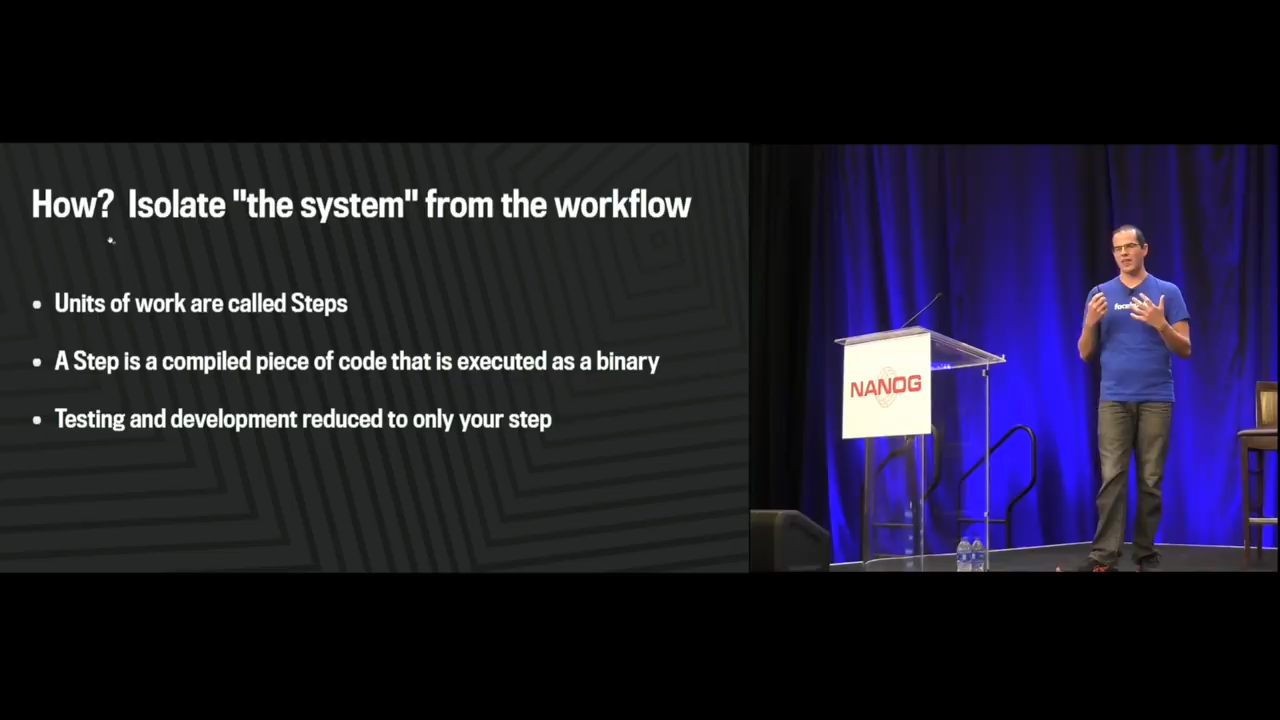 How? Isolate "the system" from the workflow
• Units of work are called Steps
• A Step is a compiled piece of code that is executed as a binary
• Testing and development reduced to only your step
NANOG